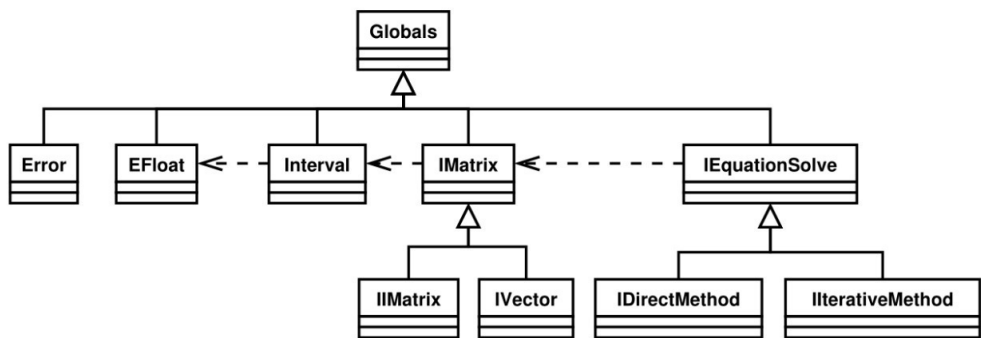 Globals
Error
EFloat
Interval
IMatrix
IEquationSolve
IIMatrix
IVector
IDirectMethod
IIterativeMethod